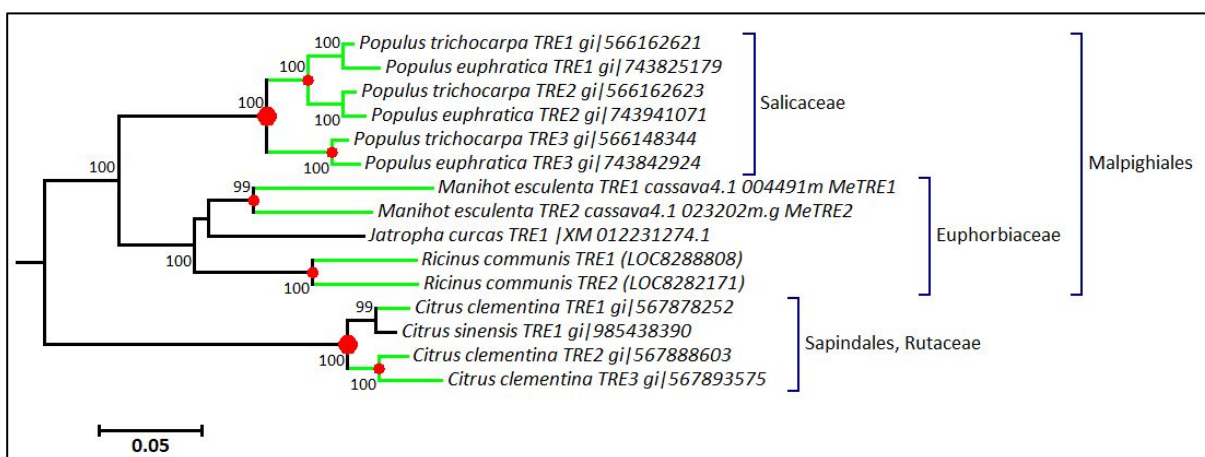 100
Populus trichocarpa TRE1 gi|566162621
100
Populus euphratica TRE1 gi|743825179
Populus trichocarpa TRE2 gi|566162623
100
Populus euphratica TRE2 gi|743941071
100
Salicaceae
Populus trichocarpa TRE3 gi|566148344
100
Populus euphratica TRE3 gi|743842924
100
Malpighiales
99
Manihot esculenta TRE1 cassava4.1 004491m MeTRE1
Manihot esculenta TRE2 cassava4.1 023202m.g MeTRE2
Jatropha curcas TRE1 |XM 012231274.1
Euphorbiaceae
100
Ricinus communis TRE1 (LOC8288808)
100
Ricinus communis TRE2 (LOC8282171)
99
Citrus clementina TRE1 gi|567878252
Citrus sinensis TRE1 gi|985438390
Sapindales, Rutaceae
100
Citrus clementina TRE2 gi|567888603
100
Citrus clementina TRE3 gi|567893575
0.05